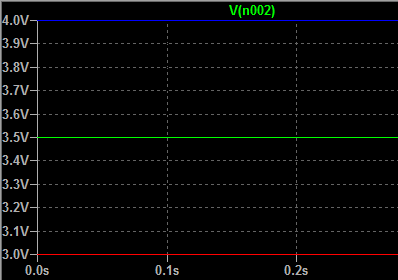 V(n002)
4.0V
3.9V
3.8V
3.7V
3.6V
3.5V
3.4V
3.3V
3.2V
3.1V
3.0V
0.0s 0.1s 0.2s